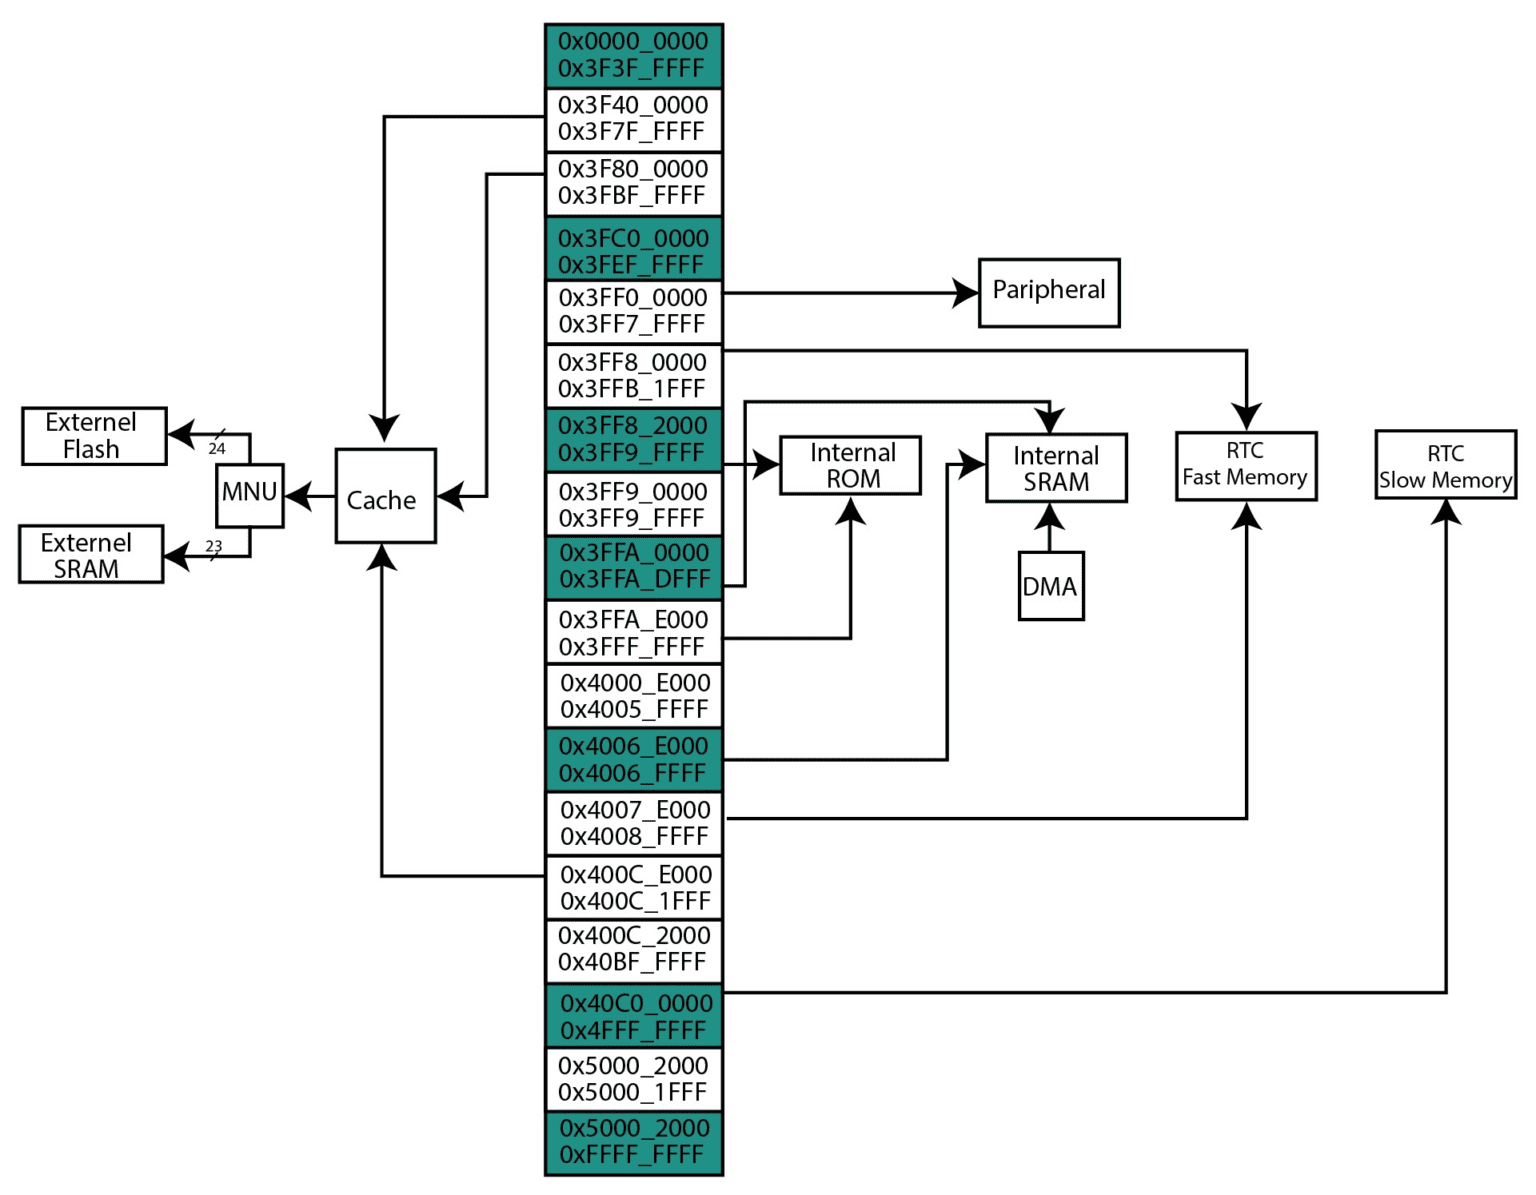 0x0000_0000
0x3F3F_FFFF
0x3F40_0000
0x3F7F_FFFF
0x3F80_0000
0x3FBF_FFFF
0x3FC0_0000
0x3FEF_FFFF
0x3FF0_0000
0x3FF7_FFFF
0x3FF8_0000
0x3FFB_1FFF
0x3FF8_2000
0x3FF9_FFFF
0x3FF9_0000
0x3FF9_FFFF
0x3FFA_0000
0x3FFA_DFFF
0x3FFA_E000
0x3FFF_FFFF
0x4000_E000
0x4005_FFFF
0x4006_E000
0x4006_FFFF
0x4007_E000
0x4008_FFFF
0x400C_E000
0x400C_1FFF
0x400C_2000
0x40BF_FFFF
0x40C0_0000
0x4FFF_FFFF
0x5000_2000
0x5000_1FFF
0x5000_2000
0xFFFF_FFFF
Externel
Flash
24
MNU
Cache
Externel
SRAM
23
Paripheral
Internal
ROM
Internal
SRAM
DMA
RTC
Fast Memory
RTC
Slow Memory